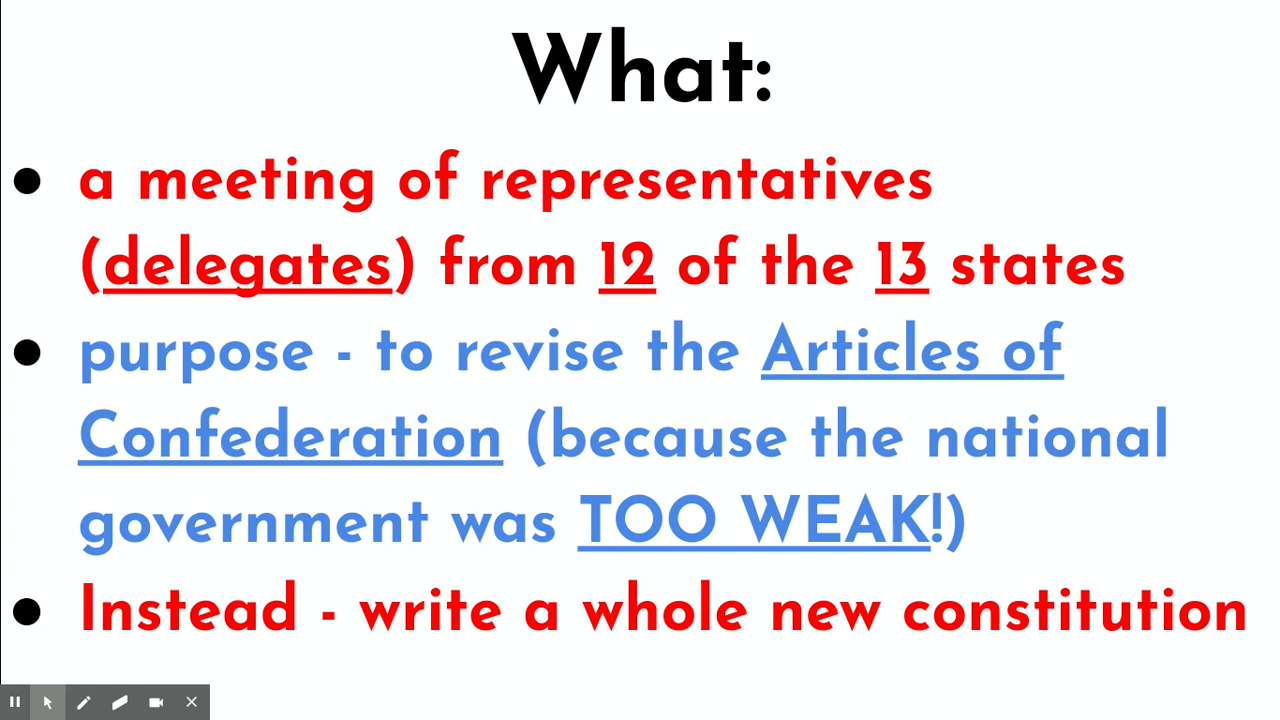 What:
● a meeting of representatives
(delegates) from 12 of the 13 states
● purpose - to revise the Articles of
Confederation (because the national
government was TOO WEAK!)
● Instead - write a whole new constitution